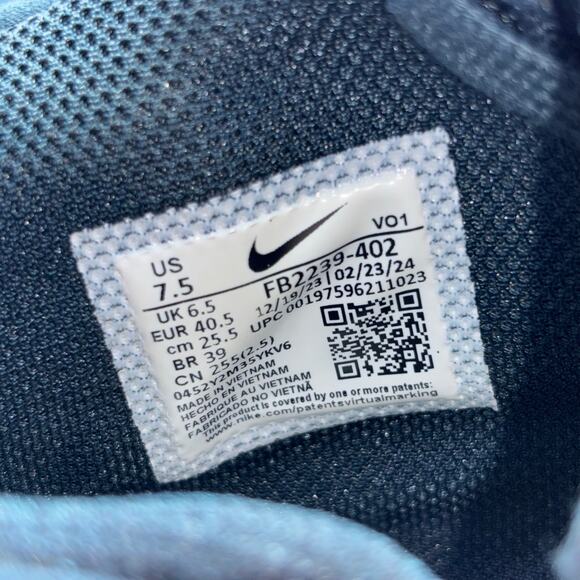 VO1
US
7.5
FB2239-402
UK 6.5
12/19/23 | 02/23/24
EUR 40.5
UPC 00197596211023
cm 25.5
BR 39
CN 255(2.5)
0452Y2M35YKV6
MADE IN VIETNAM
HECHO EN VIETNAM
FABRIQUE AU VIETNAM
FABRICADO NO VIETNÃ
This product is covered by one or more patents:
www.nike.com/patentsvirtualmarking